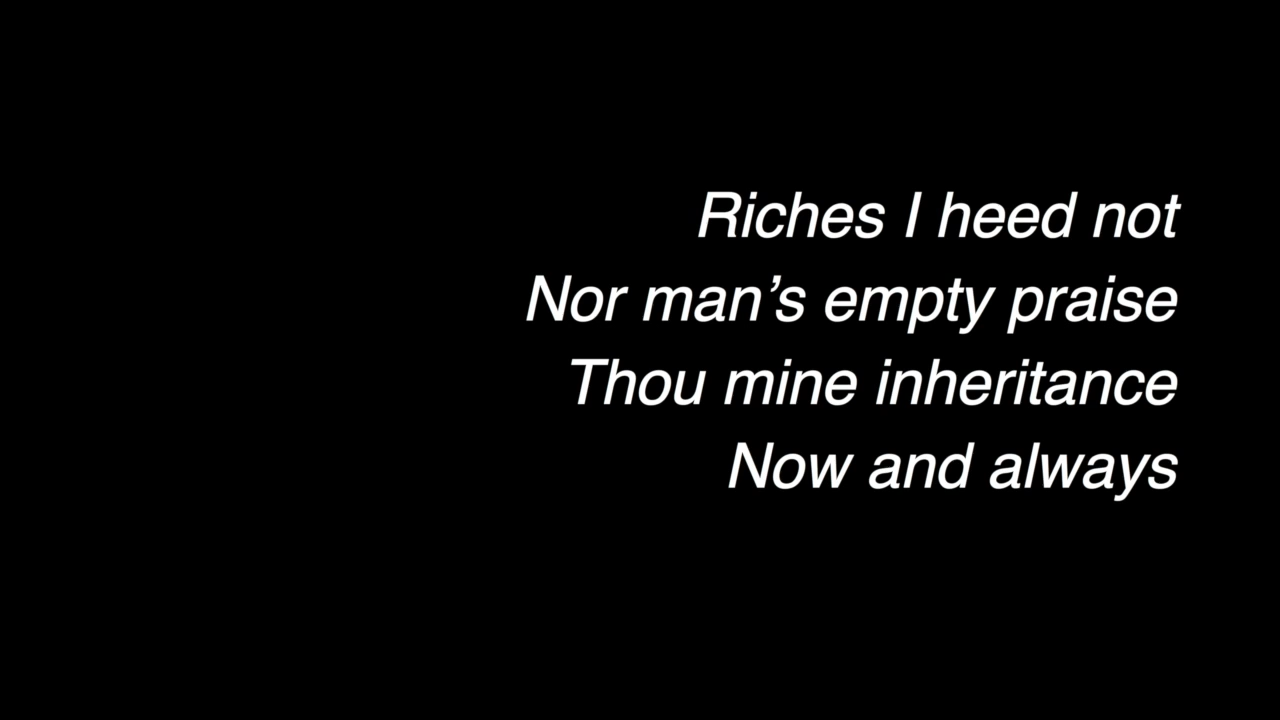 Riches I heed not
Nor man’s empty praise
Thou mine inheritance
Now and always